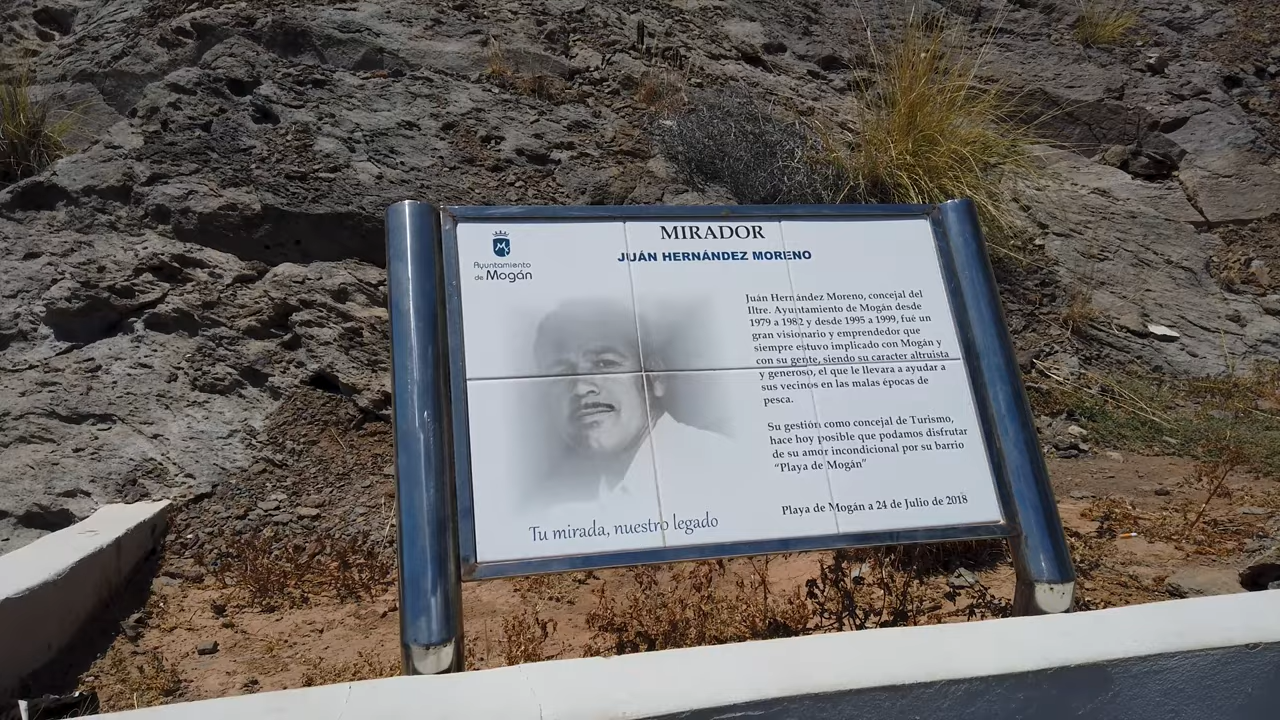 MIRADOR
JUÁN HERNÁNDEZ MORENO
Ayuntamiento
de Mogán
Juán Hernández Moreno, concejal del
Iltre. Ayuntamiento de Mogán desde
1979 a 1982 y desde 1995 a 1999, fué un
gran visionario y emprendedor que
siempre estuvo implicado con Mogán y
con su gente, siendo su caracter altruista
y generoso, el que le llevara a ayudar a
sus vecinos en las malas épocas de
pesca.
Su gestión como concejal de Turismo,
hace hoy posible que podamos disfrutar
de su amor incondicional por su barrio
“Playa de Mogán”
Playa de Mogán a 24 de Julio de 2018
Tu mirada, nuestro legado